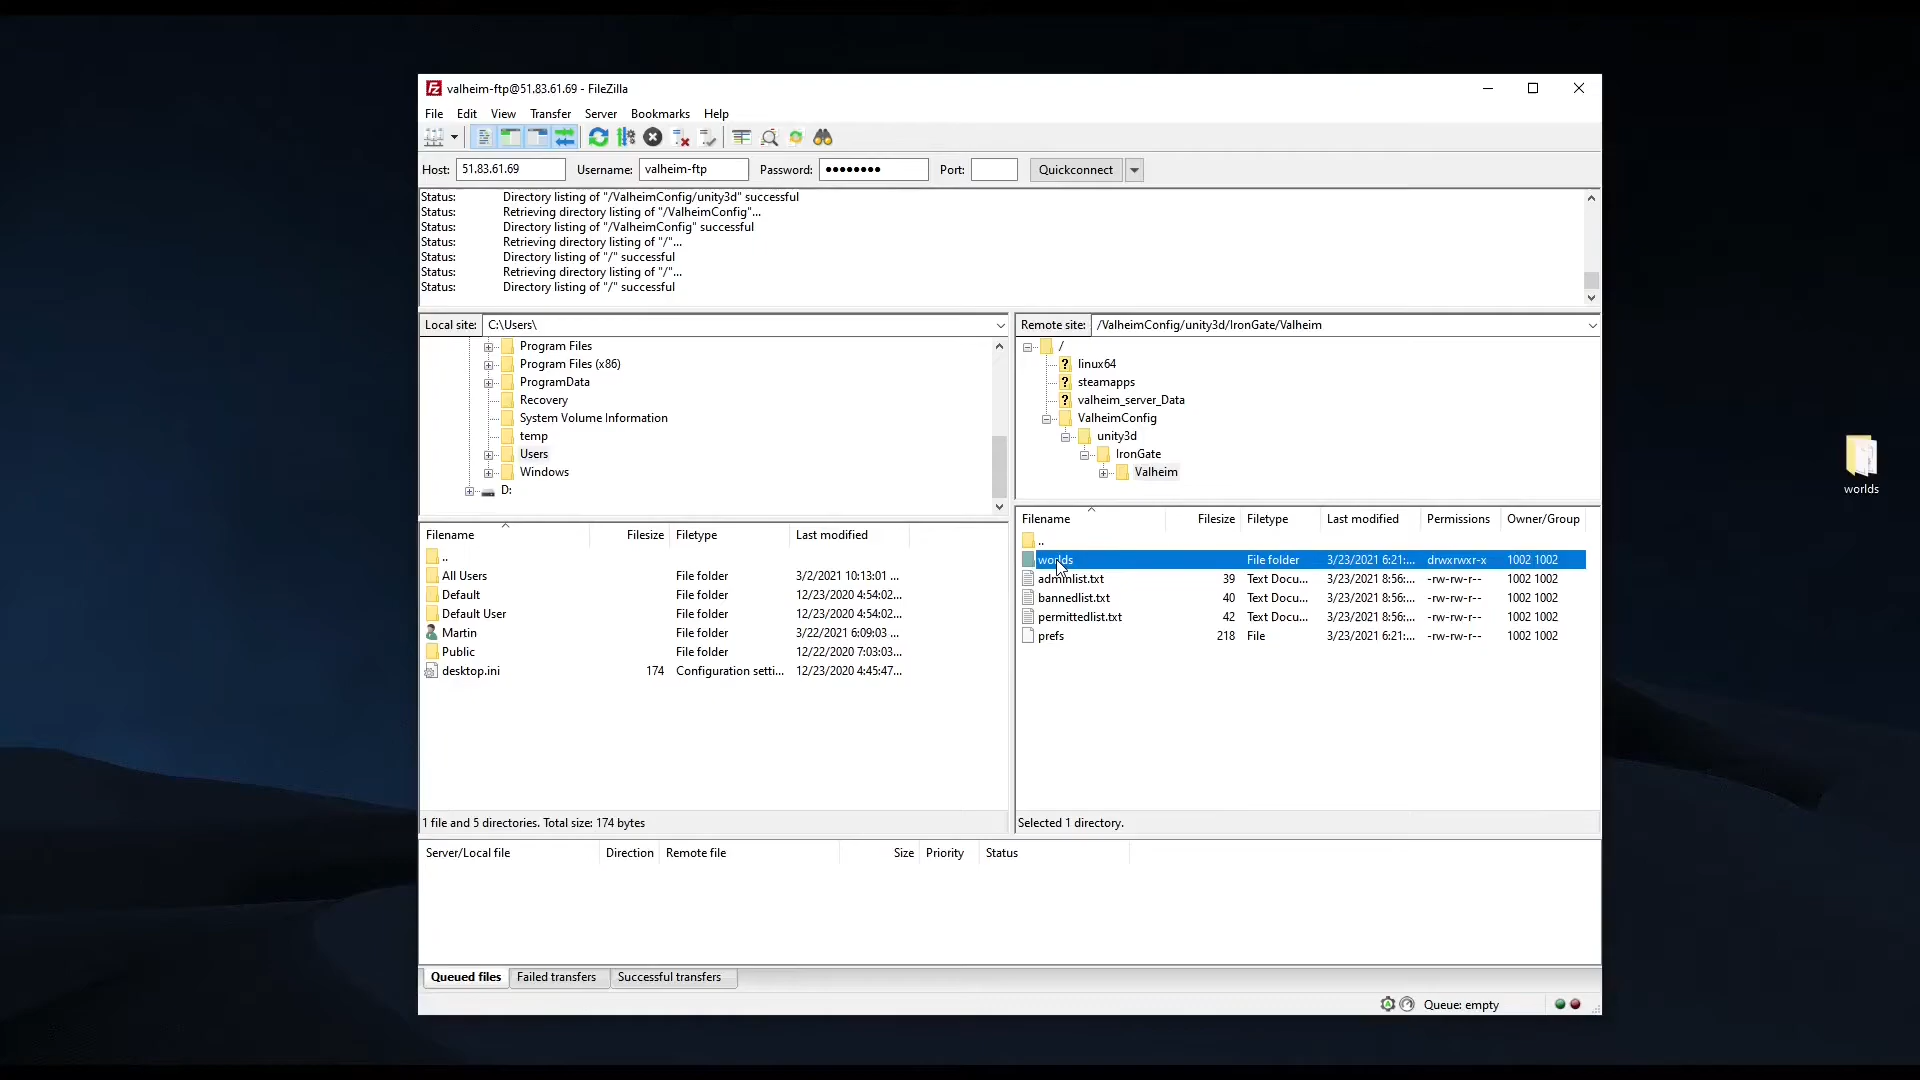 valheim-ftp@51.83.61.69 - FileZilla
File Edit View Transfer Server Bookmarks Help
Host: 51.83.61.69 Username: valheim-ftp Password: ●●●●●●●● Port: Quickconnect
Status: Directory listing of "/ValheimConfig/unity3d" successful
Status: Retrieving directory listing of "/ValheimConfig"...
Status: Directory listing of "/ValheimConfig" successful
Status: Retrieving directory listing of "/"...
Status: Directory listing of "/" successful
Status: Retrieving directory listing of "/"...
Status: Directory listing of "/" successful
Local site: C:\Users\
Program Files
Program Files (x86)
ProgramData
Recovery
System Volume Information
temp
Users
Windows
D:
Filename Filesize Filetype Last modified
..
All Users File folder 3/2/2021 10:13:01 ...
Default File folder 12/23/2020 4:54:02...
Default User File folder 12/23/2020 4:54:02...
Martin File folder 3/22/2021 6:09:03 ...
Public File folder 12/22/2020 7:03:03...
desktop.ini 174 Configuration setti... 12/23/2020 4:45:47...
1 file and 5 directories. Total size: 174 bytes
Remote site: /ValheimConfig/unity3d/IronGate/Valheim
/
? linux64
? steamapps
? valheim_server_Data
ValheimConfig
unity3d
IronGate
Valheim
Filename Filesize Filetype Last modified Permissions Owner/Group
..
worlds File folder 3/23/2021 6:21:... drwxrwxr-x 1002 1002
adminlist.txt 39 Text Docu... 3/23/2021 8:56:... -rw-rw-r-- 1002 1002
bannedlist.txt 40 Text Docu... 3/23/2021 8:56:... -rw-rw-r-- 1002 1002
permittedlist.txt 42 Text Docu... 3/23/2021 8:56:... -rw-rw-r-- 1002 1002
prefs 218 File 3/23/2021 6:21:... -rw-rw-r-- 1002 1002
Selected 1 directory.
Server/Local file Direction Remote file Size Priority Status
Queued files Failed transfers Successful transfers
Queue: empty
worlds